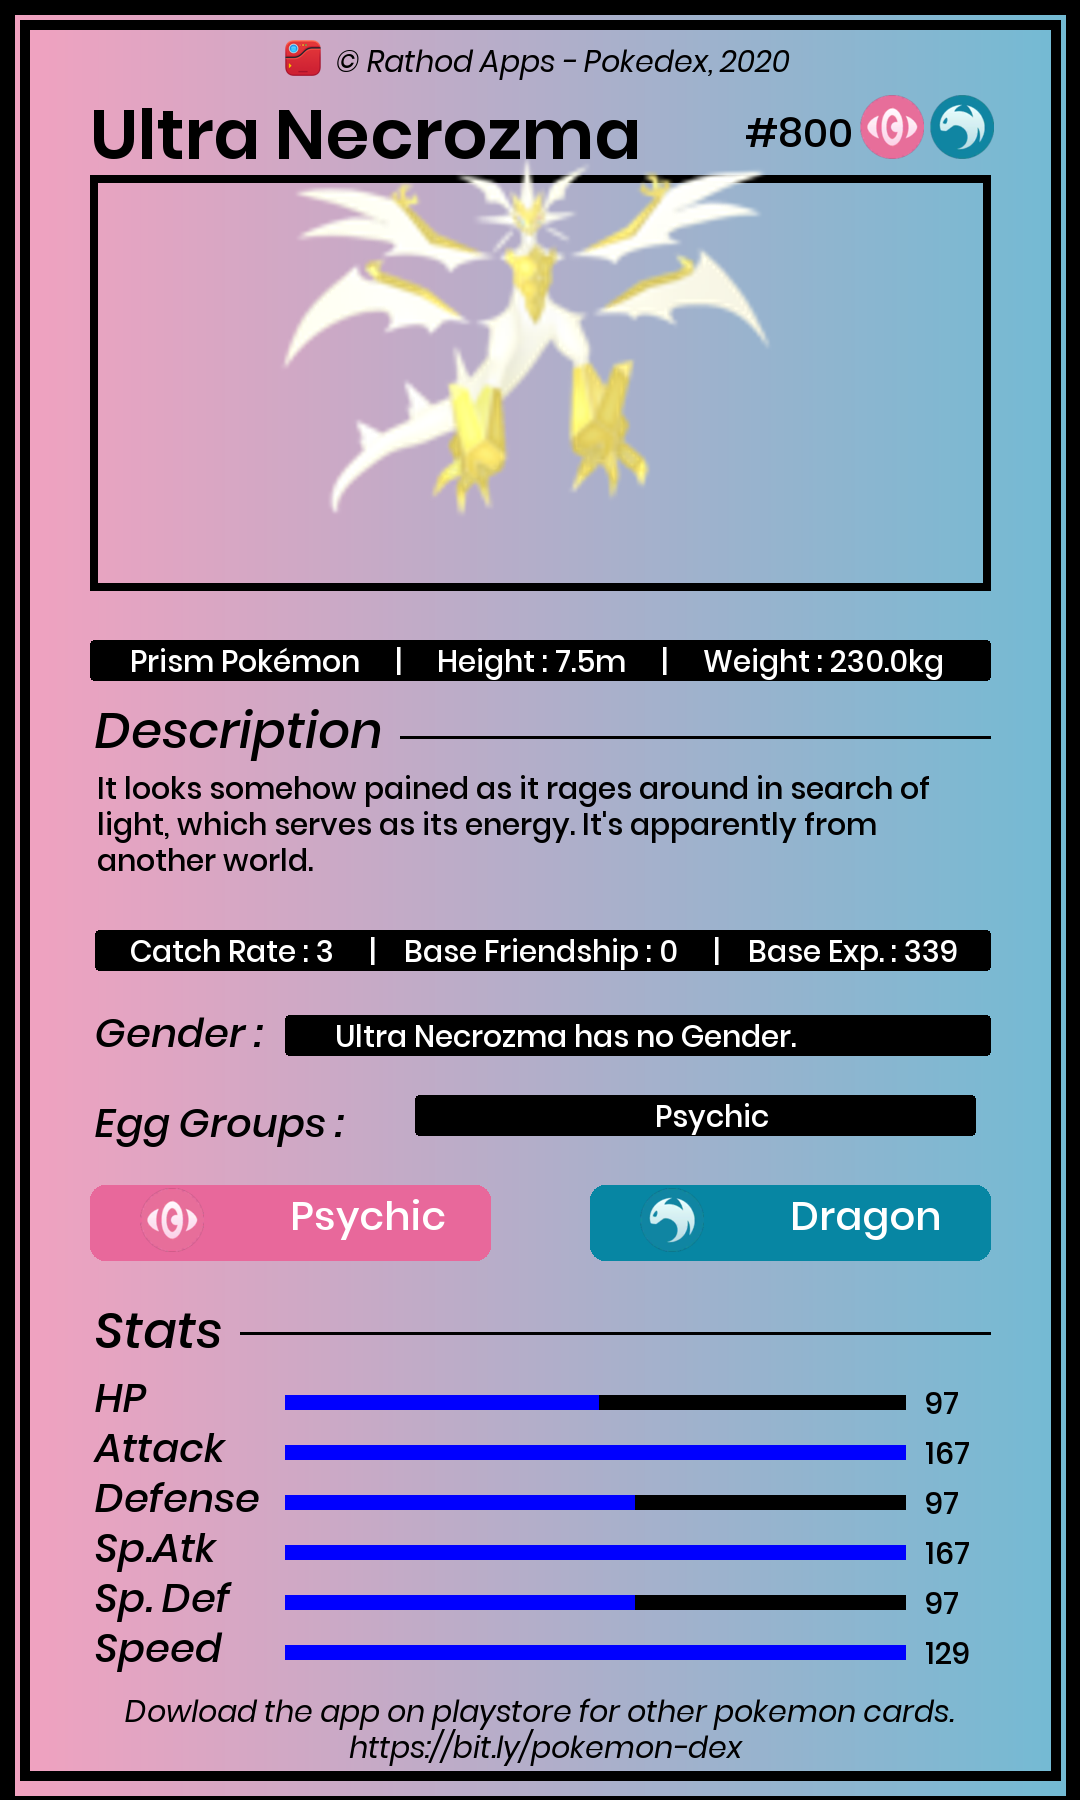 © Rathod Apps - Pokedex, 2020
Ultra Necrozma #800
Prism Pokémon | Height : 7.5m | Weight : 230.0kg
Description
It looks somehow pained as it rages around in search of
light, which serves as its energy. It's apparently from
another world.
Catch Rate : 3 | Base Friendship : 0 | Base Exp. : 339
Gender : Ultra Necrozma has no Gender.
Egg Groups : Psychic
Psychic Dragon
Stats
HP 97
Attack 167
Defense 97
Sp.Atk 167
Sp. Def 97
Speed 129
Dowload the app on playstore for other pokemon cards.
https://bit.ly/pokemon-dex